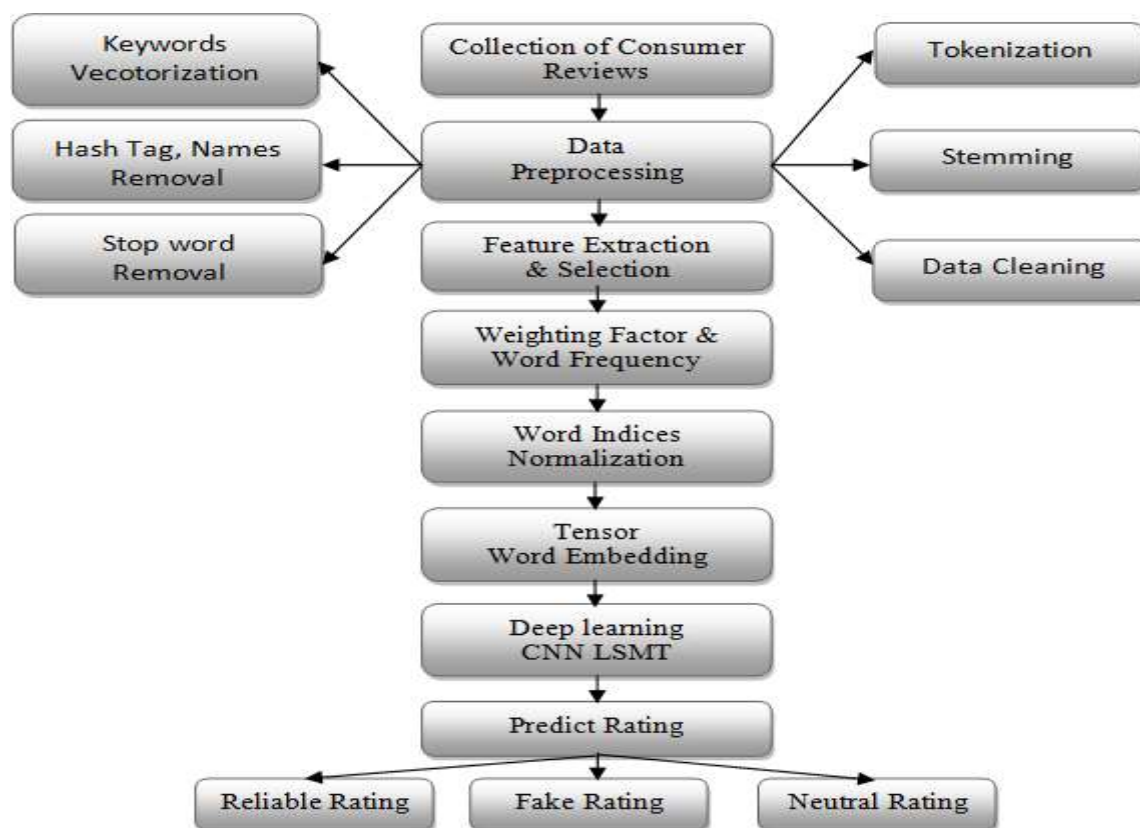 Keywords
Vecotorization
Collection of Consumer
Reviews
Tokenization
Hash Tag, Names
Removal
Data
Preprocessing
Stemming
Stop word
Removal
Feature Extraction
& Selection
Data Cleaning
Weighting Factor &
Word Frequency
Word Indices
Normalization
Tensor
Word Embedding
Deep learning
CNN LSMT
Predict Rating
Reliable Rating
Fake Rating
Neutral Rating